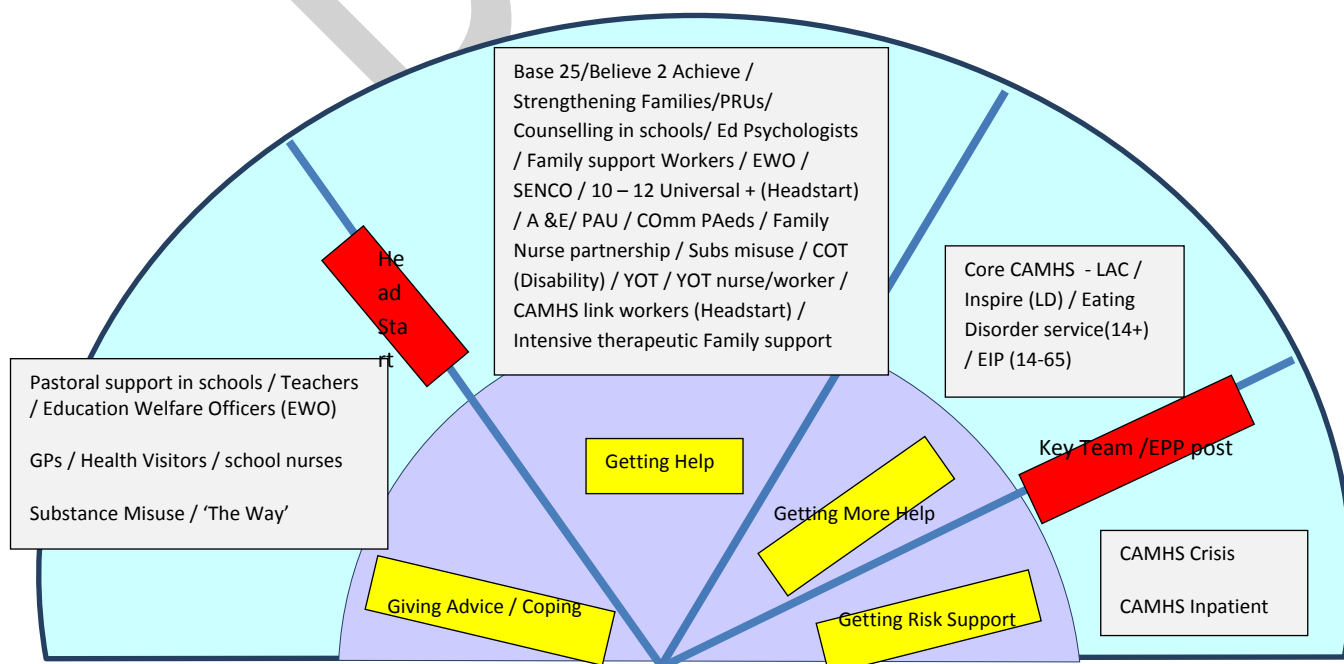 Base 25/Believe 2 Achieve /
Strengthening Families/PRUs/
Counselling in schools/ Ed Psychologists
/ Family support Workers / EWO /
SENCO / 10 – 12 Universal + (Headstart)
/ A &E/ PAU / COmm PAeds / Family
Nurse partnership / Subs misuse / COT
(Disability) / YOT / YOT nurse/worker /
CAMHS link workers (Headstart) /
Intensive therapeutic Family support
He
ad
Sta
rt
Core CAMHS  - LAC /
Inspire (LD) / Eating
Disorder service(14+)
/ EIP (14-65)
Pastoral support in schools / Teachers
/ Education Welfare Officers (EWO)
GPs / Health Visitors / school nurses
Substance Misuse / ‘The Way’
Key Team /EPP post
Getting Help
Getting More Help
CAMHS Crisis
CAMHS Inpatient
Giving Advice / Coping
Getting Risk Support